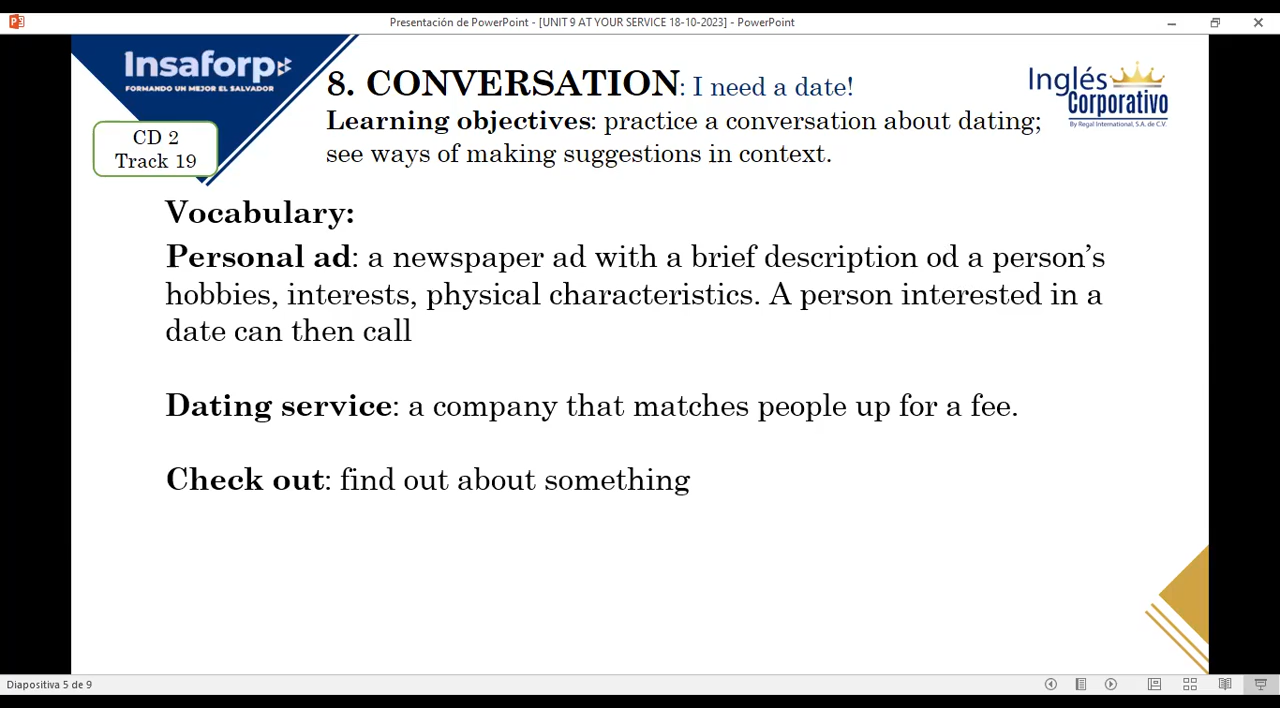 Presentación de PowerPoint - [UNIT 9 AT YOUR SERVICE 18-10-2023] - PowerPoint
Insaforp
FORMANDO UN MEJOR EL SALVADOR
CD 2
Track 19
8. CONVERSATION: I need a date!
Learning objectives: practice a conversation about dating;
see ways of making suggestions in context.
Inglés
Corporativo
By Regal International, S.A. de C.V.
Vocabulary:
Personal ad: a newspaper ad with a brief description od a person's
hobbies, interests, physical characteristics. A person interested in a
date can then call
Dating service: a company that matches people up for a fee.
Check out: find out about something
Diapositiva 5 de 9